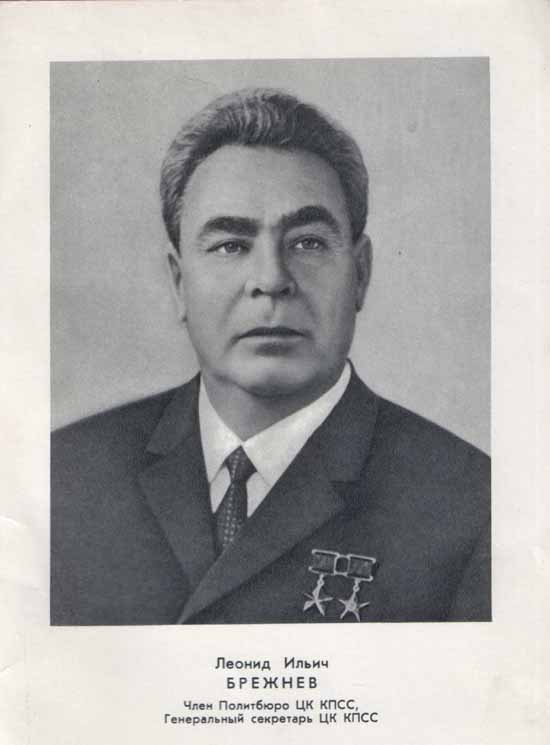 Леонид Ильич
БРЕЖНЕВ
Член Политбюро ЦК КПСС,
Генеральный секретарь ЦК КПСС